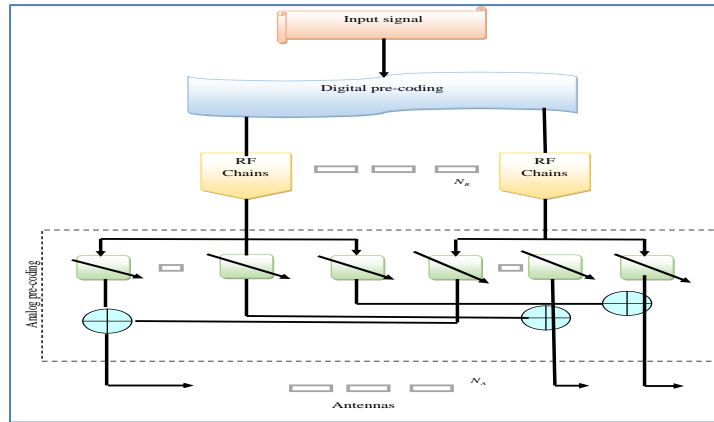 Input signal
Digital pre-coding
RF
Chains
RF
Chains
N_R
Analog pre-coding
N_A
Antennas